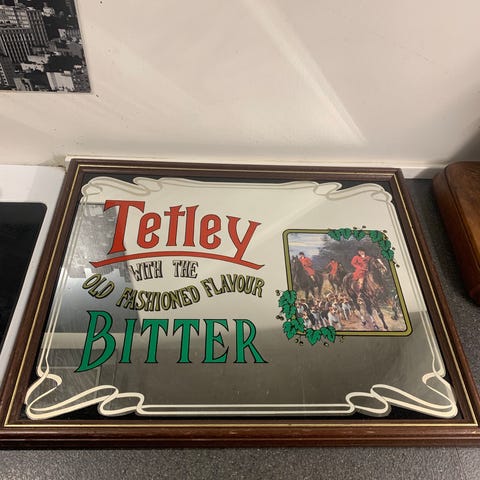 Tetley
WITH THE
OLD FASHIONED FLAVOUR
BITTER